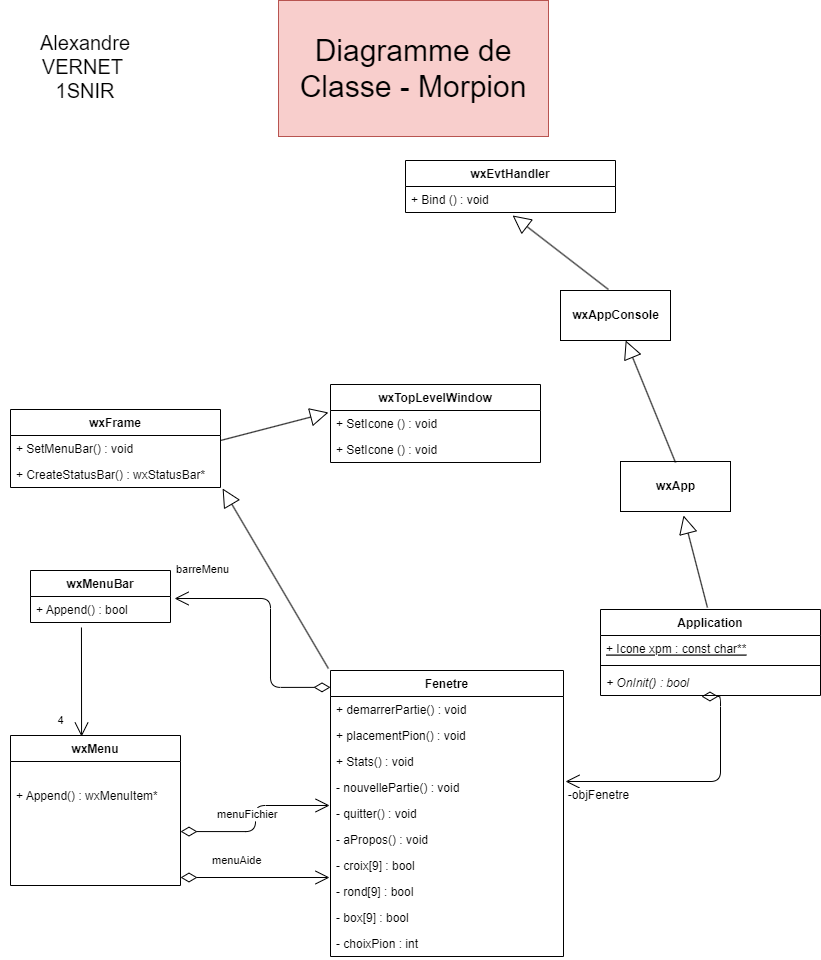 Alexandre
VERNET
1SNIR
Diagramme de
Classe - Morpion
wxEvtHandler
+ Bind () : void
wxAppConsole
wxTopLevelWindow
+ SetIcone () : void
+ SetIcone () : void
wxFrame
+ SetMenuBar() : void
+ CreateStatusBar() : wxStatusBar*
wxApp
barreMenu
wxMenuBar
+ Append() : bool
Application
+ Icone xpm : const char**
+ OnInit() : bool
4
wxMenu
+ Append() : wxMenuItem*
menuFichier
menuAide
Fenetre
+ demarrerPartie() : void
+ placementPion() : void
+ Stats() : void
- nouvellePartie() : void
- quitter() : void
- aPropos() : void
- croix[9] : bool
- rond[9] : bool
- box[9] : bool
- choixPion : int
-objFenetre